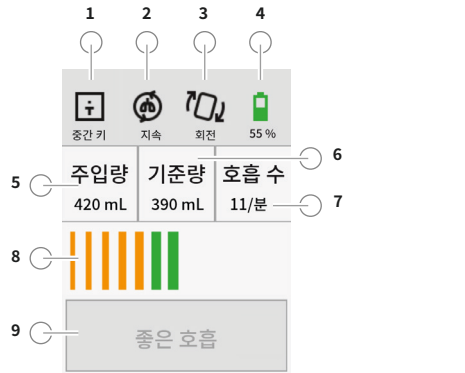 1 2 3 4
중간 키 지속 회전 55 %
6
5 주입량 기준량 호흡 수
420 mL 390 mL 11/분 7
8
9 좋은 호흡